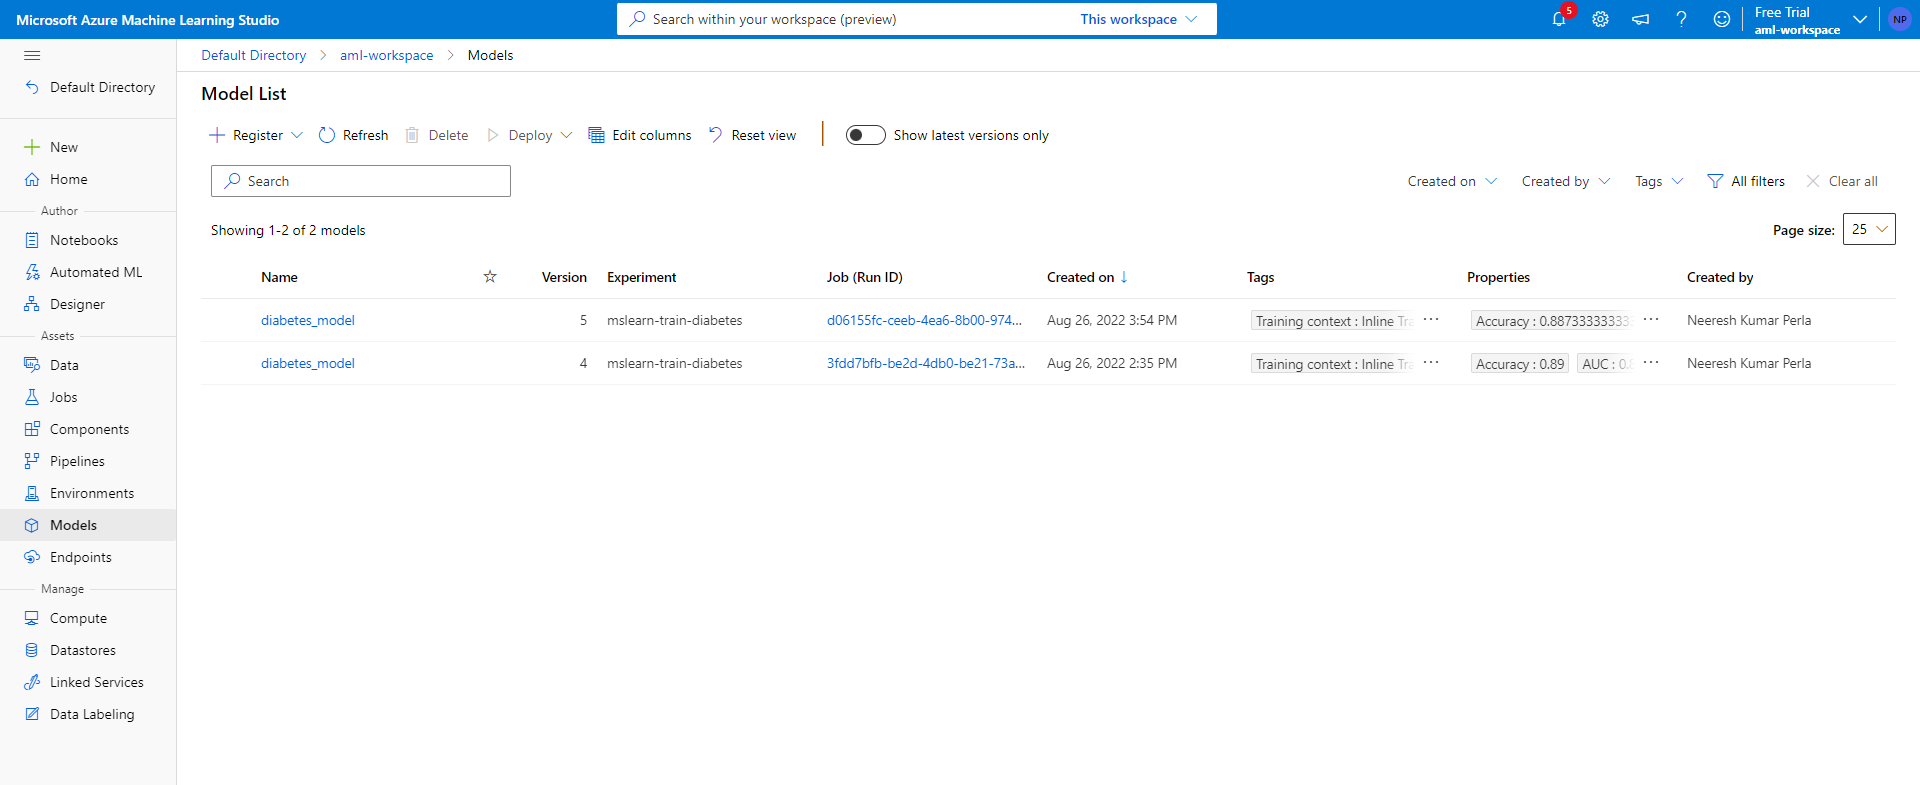 Microsoft Azure Machine Learning Studio
Search within your workspace (preview) This workspace
5
Free Trial
aml-workspace
NP
Default Directory
New
Home
Author
Notebooks
Automated ML
Designer
Assets
Data
Jobs
Components
Pipelines
Environments
Models
Endpoints
Manage
Compute
Datastores
Linked Services
Data Labeling
Default Directory > aml-workspace > Models
Model List
Register Refresh Delete Deploy Edit columns Reset view Show latest versions only
Search
Created on Created by Tags All filters Clear all
Showing 1-2 of 2 models
Page size: 25
Name Version Experiment Job (Run ID) Created on ↓ Tags Properties Created by
diabetes_model 5 mslearn-train-diabetes d06155fc-ceeb-4ea6-8b00-974... Aug 26, 2022 3:54 PM Training context : Inline Tra ... Accuracy : 0.887333333333 ... Neeresh Kumar Perla
diabetes_model 4 mslearn-train-diabetes 3fdd7bfb-be2d-4db0-be21-73a... Aug 26, 2022 2:35 PM Training context : Inline Tra ... Accuracy : 0.89 AUC : 0.8 ... Neeresh Kumar Perla